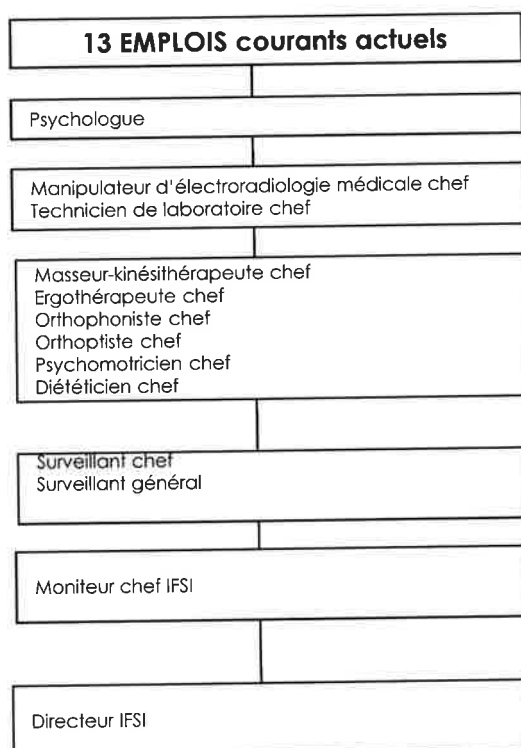 13 EMPLOIS courants actuels
Psychologue
Manipulateur d'électroradiologie médicale chef
Technicien de laboratoire chef
Masseur-kinésithérapeute chef
Ergothérapeute chef
Orthophoniste chef
Orthoptiste chef
Psychomotricien chef
Diététicien chef
Surveillant chef
Surveillant général
Moniteur chef IFSI
Directeur IFSI